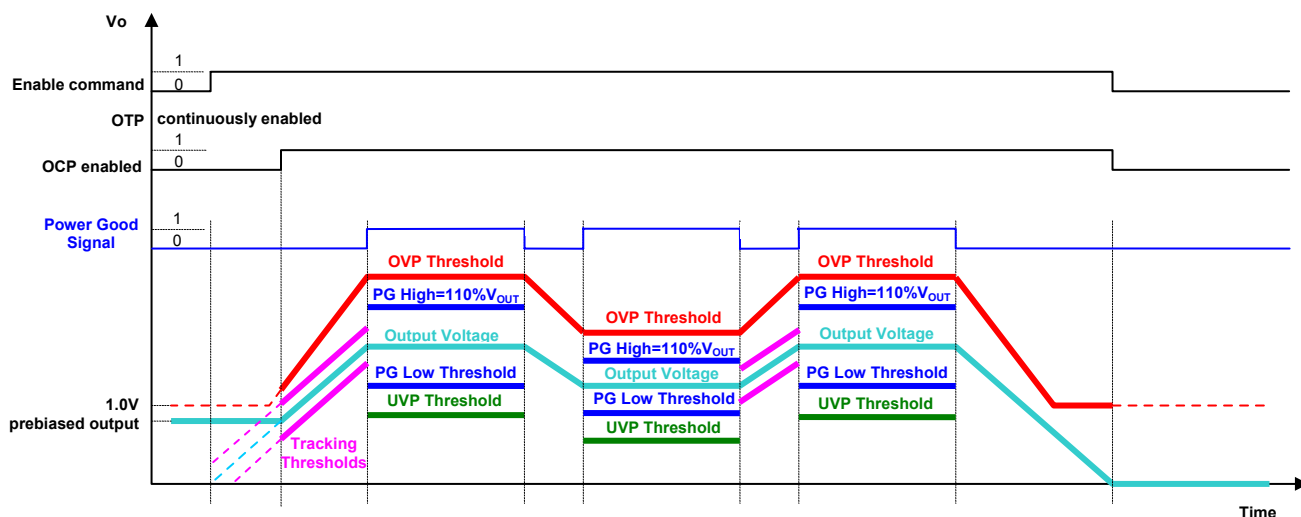 Vo
1
Enable command
0
OTP continuously enabled
1
OCP enabled
0
Power Good
Signal
1
0
OVP Threshold
OVP Threshold
PG High=110%VOUT
PG High=110%VOUT
OVP Threshold
Output Voltage
Output Voltage
PG High=110%VOUT
Output Voltage
PG Low Threshold
PG Low Threshold
PG Low Threshold
UVP Threshold
UVP Threshold
UVP Threshold
1.0V
prebiased output
Tracking
Thresholds
Time